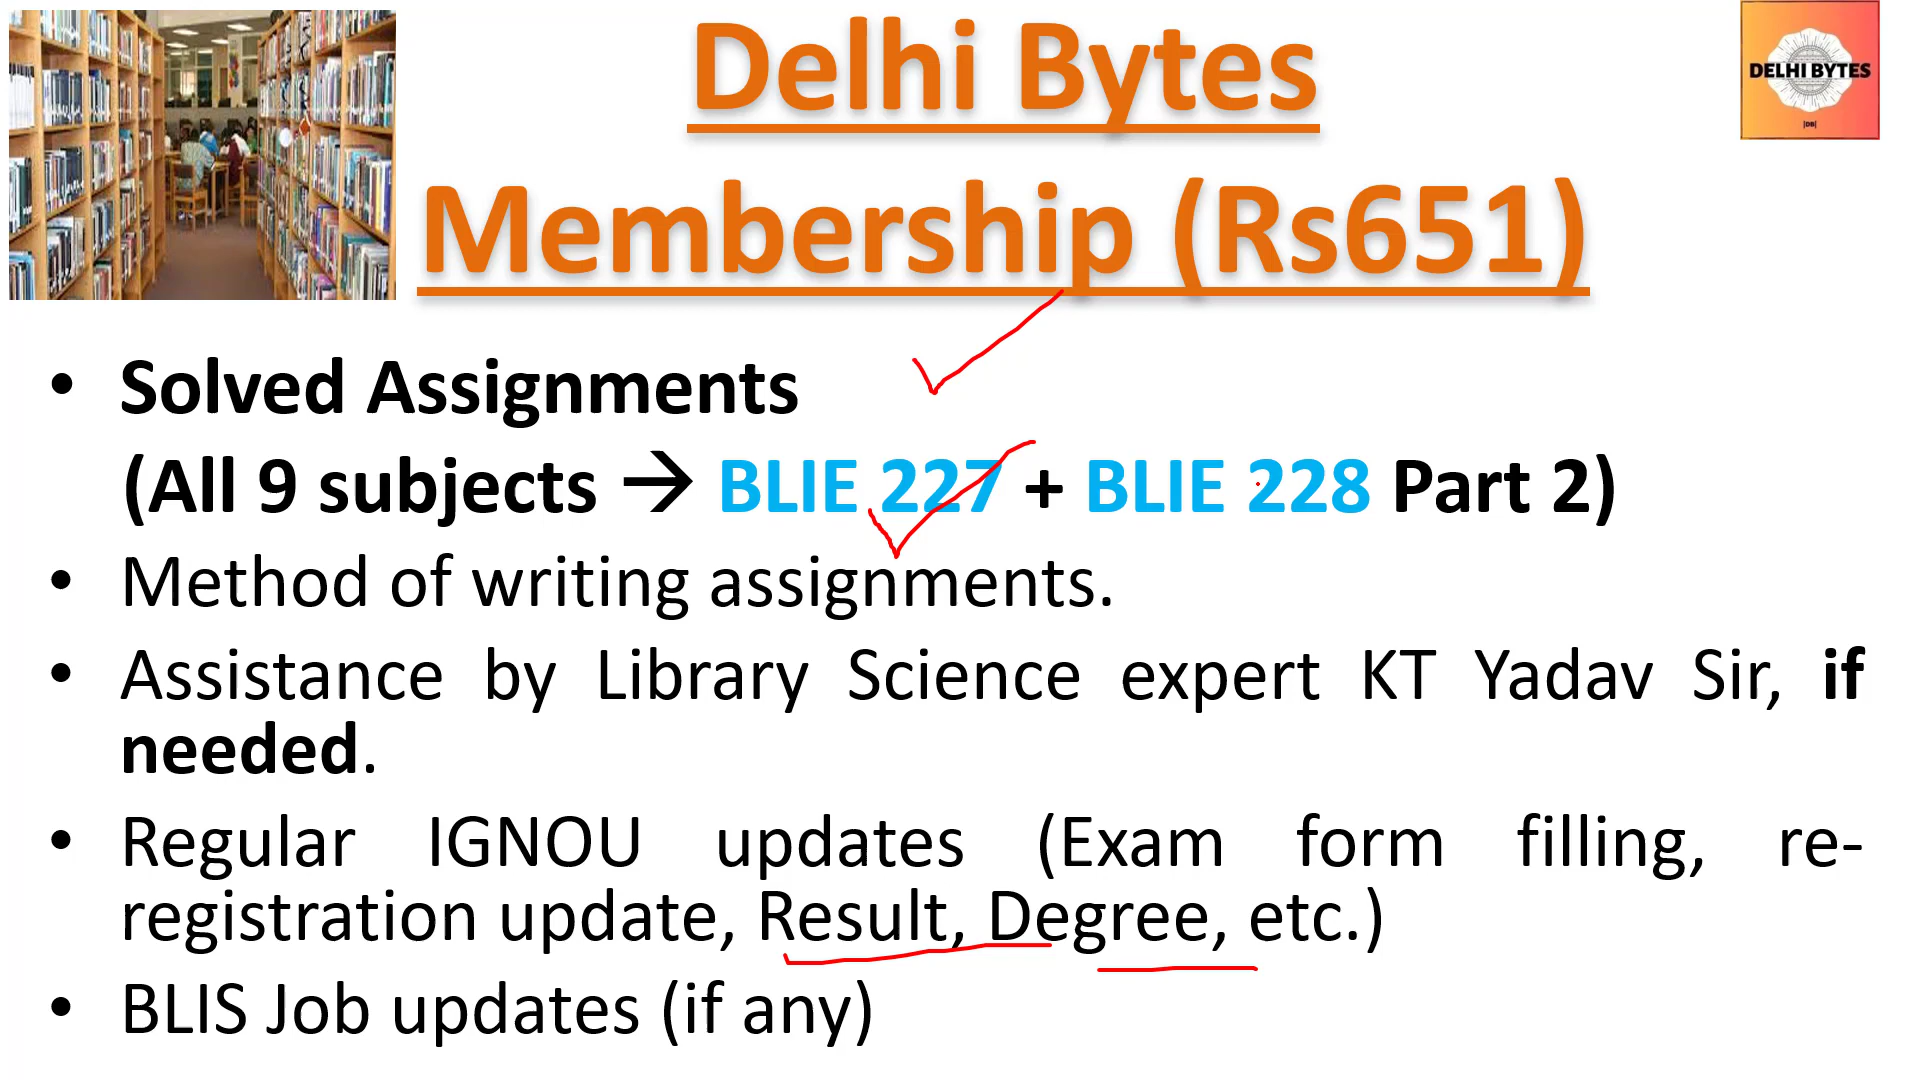 Delhi Bytes
Membership (Rs651)
DELHI BYTES
|DB|
• Solved Assignments
(All 9 subjects → BLIE 227 + BLIE 228 Part 2)
• Method of writing assignments.
• Assistance by Library Science expert KT Yadav Sir, if
needed.
• Regular IGNOU updates (Exam form filling, re-
registration update, Result, Degree, etc.)
• BLIS Job updates (if any)